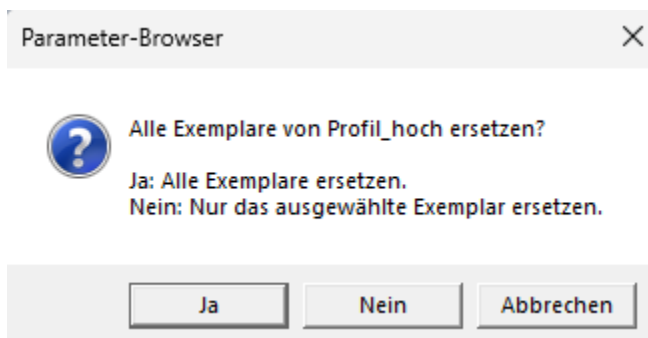 Parameter-Browser
Alle Exemplare von Profil_hoch ersetzen?
Ja: Alle Exemplare ersetzen.
Nein: Nur das ausgewählte Exemplar ersetzen.
Ja
Nein
Abbrechen